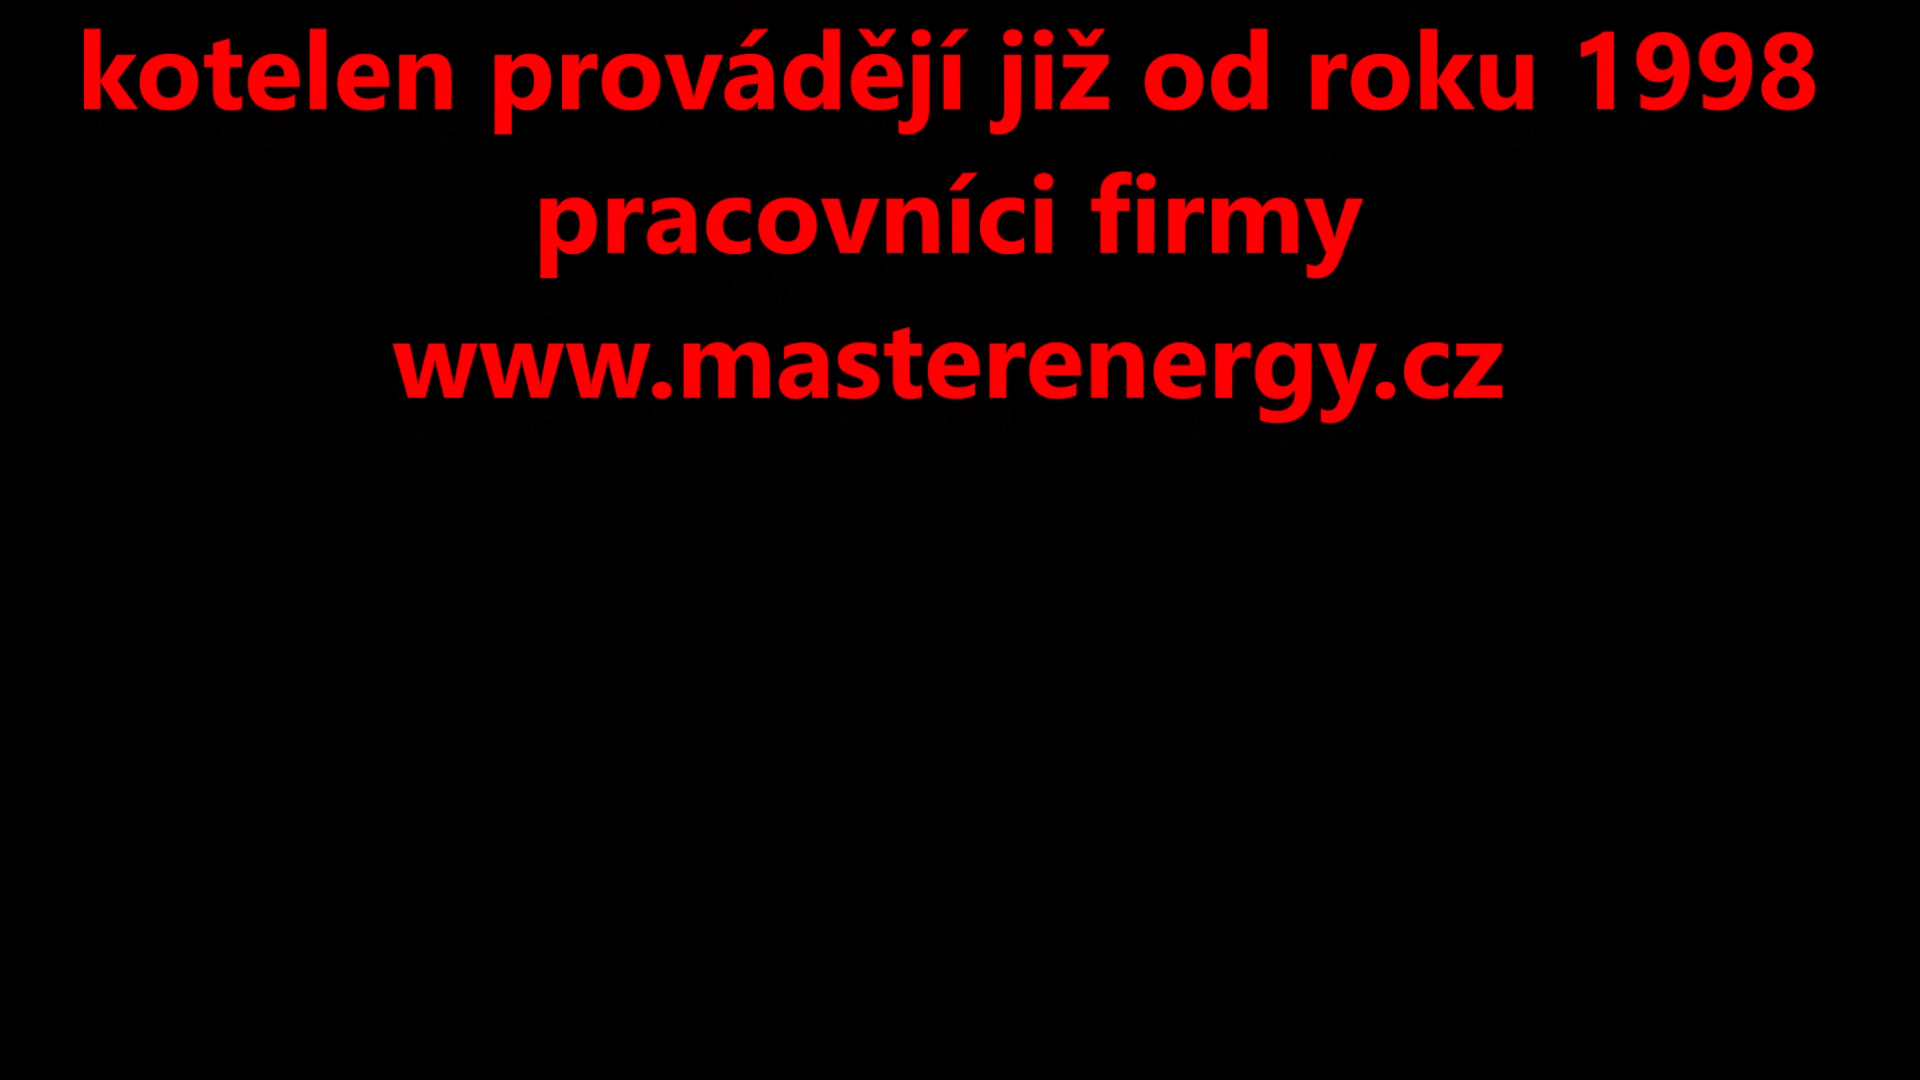 kotelen provádějí již od roku 1998
pracovníci firmy
www.masterenergy.cz